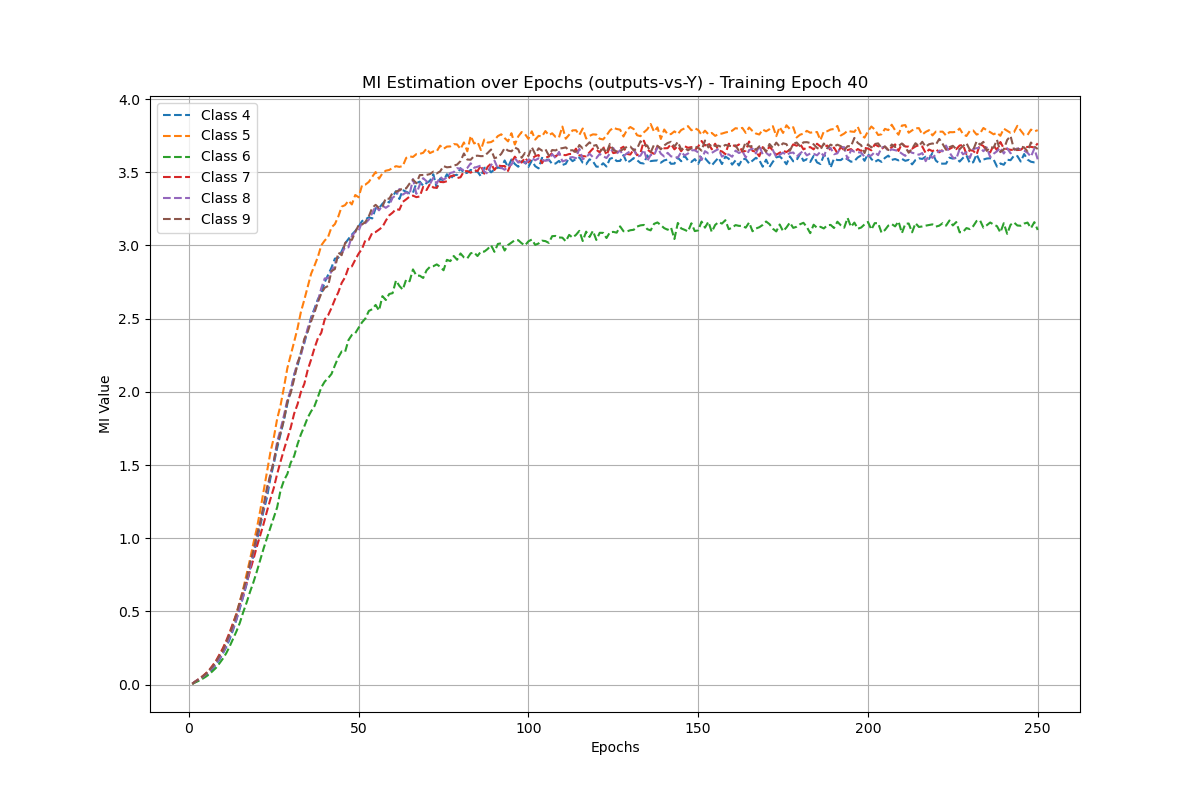 MI Estimation over Epochs (outputs-vs-Y) - Training Epoch 40
4.0
3.5
3.0
2.5
2.0
1.5
1.0
0.5
0.0
MI Value
Class 4
Class 5
Class 6
Class 7
Class 8
Class 9
0 50 100 150 200 250
Epochs